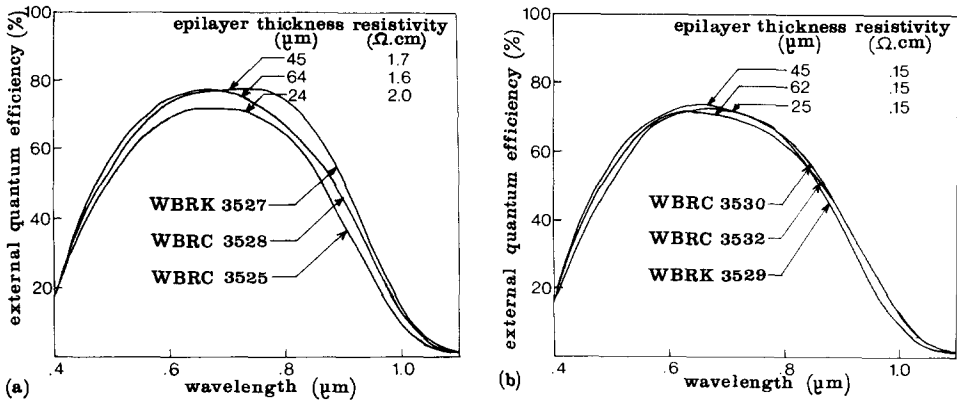 external quantum efficiency (%)
100
80
60
40
20
epilayer thickness resistivity
(µm) (Ω.cm)
45 1.7
64 1.6
24 2.0
WBRK 3527
WBRC 3528
WBRC 3525
.4 .6 0.8 1.0
(a) wavelength (µm)
external quantum efficiency (%)
100
80
60
40
20
epilayer thickness resistivity
(µm) (Ω.cm)
45 .15
62 .15
25 .15
WBRC 3530
WBRC 3532
WBRK 3529
.4 0.6 0.8 1.0
(b) wavelength (µm)